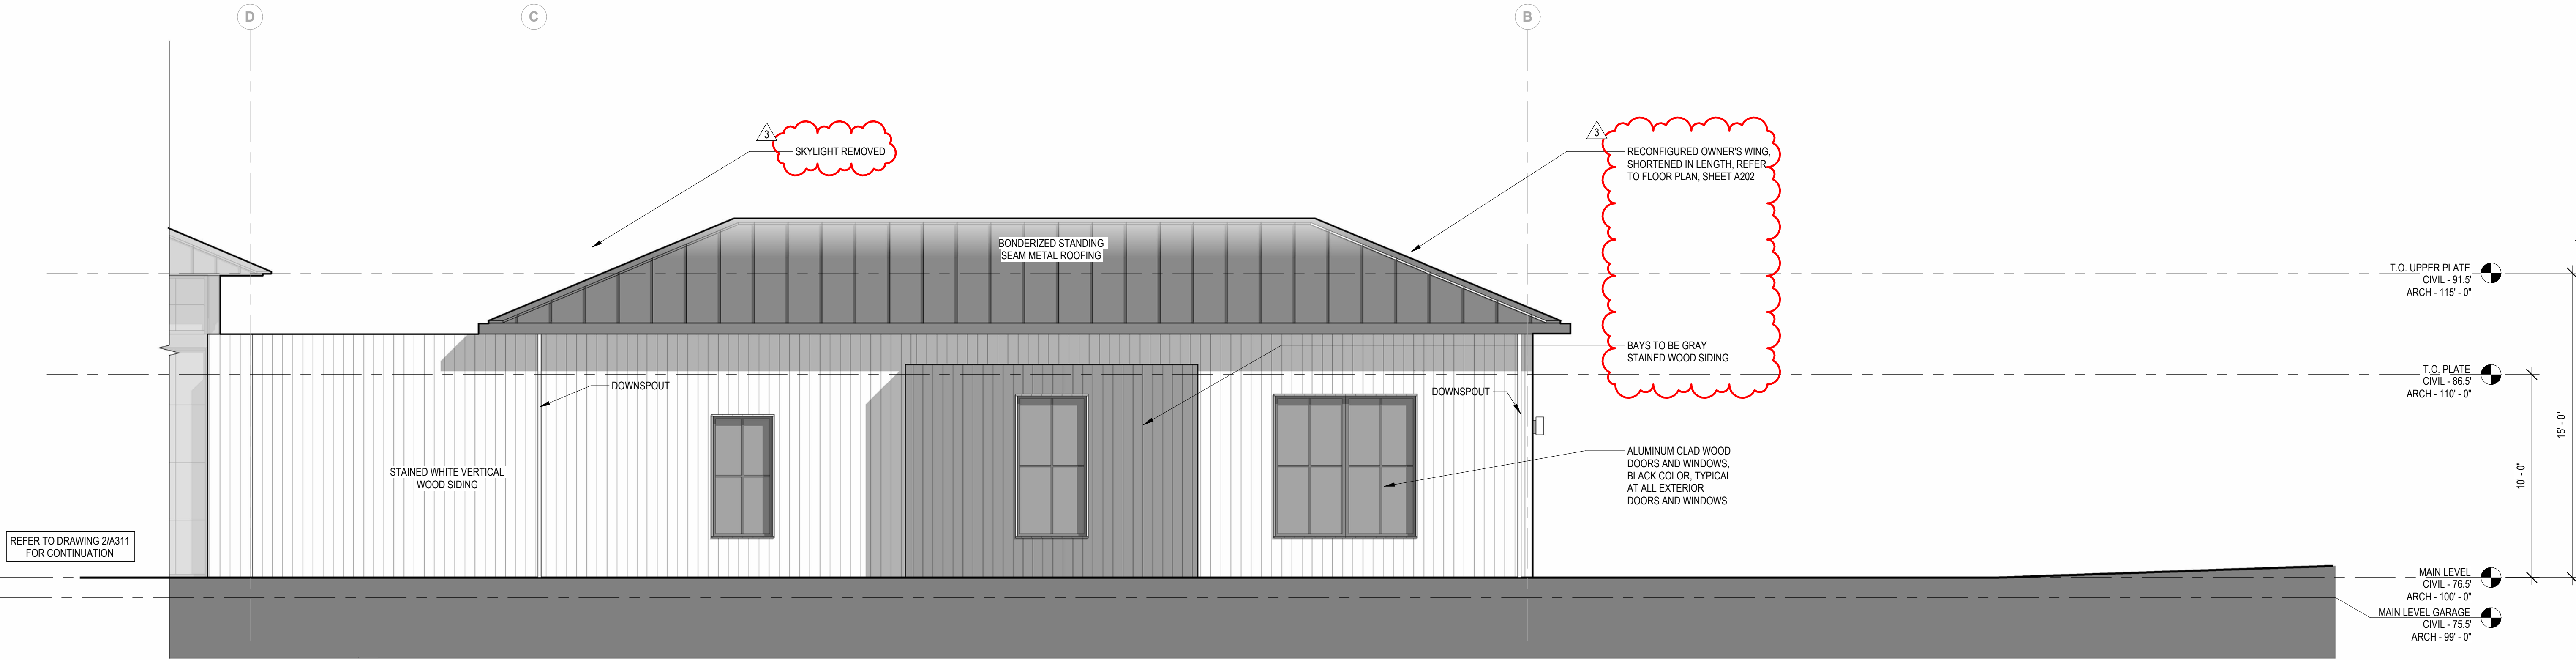 D
C
B
3
SKYLIGHT REMOVED
3
RECONFIGURED OWNER'S WING,
SHORTENED IN LENGTH, REFER
TO FLOOR PLAN, SHEET A202
BONDERIZED STANDING
SEAM METAL ROOFING
T.O. UPPER PLATE
CIVIL - 91.5'
ARCH - 115' - 0"
BAYS TO BE GRAY
STAINED WOOD SIDING
DOWNSPOUT
DOWNSPOUT
T.O. PLATE
CIVIL - 86.5'
ARCH - 110' - 0"
15' - 0"
10' - 0"
STAINED WHITE VERTICAL
WOOD SIDING
ALUMINUM CLAD WOOD
DOORS AND WINDOWS,
BLACK COLOR, TYPICAL
AT ALL EXTERIOR
DOORS AND WINDOWS
REFER TO DRAWING 2/A311
FOR CONTINUATION
MAIN LEVEL
CIVIL - 76.5'
ARCH - 100' - 0"
MAIN LEVEL GARAGE
CIVIL - 75.5'
ARCH - 99' - 0"